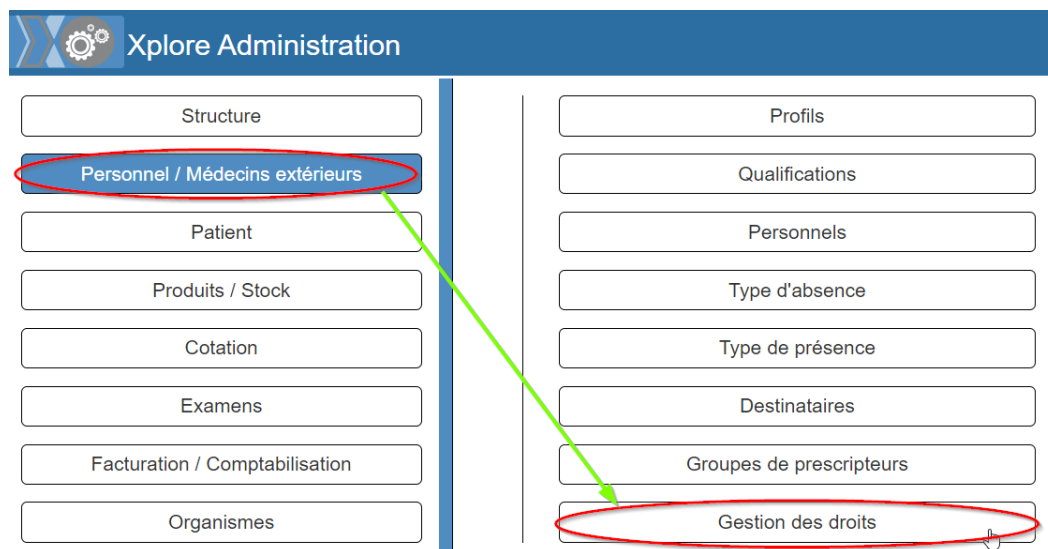 Xplore Administration
Structure
Personnel / Médecins extérieurs
Patient
Produits / Stock
Cotation
Examens
Facturation / Comptabilisation
Organismes
Profils
Qualifications
Personnels
Type d'absence
Type de présence
Destinataires
Groupes de prescripteurs
Gestion des droits